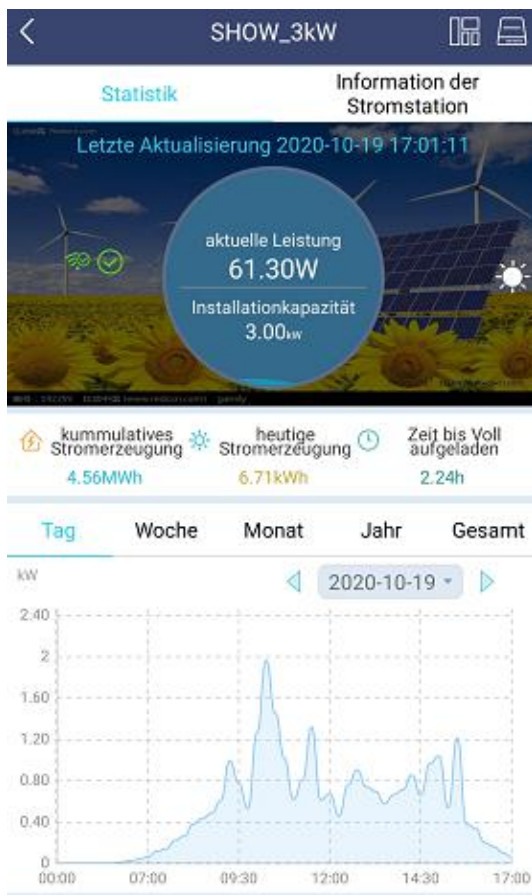 SHOW_3kW
Statistik
Information der
Stromstation
Letzte Aktualisierung 2020-10-19 17:01:11
aktuelle Leistung
61.30W
Installationkapazität
3.00kW
kummulatives
Stromerzeugung
4.56MWh
heutige
Stromerzeugung
6.71kWh
Zeit bis Voll
aufgeladen
2.24h
Tag Woche Monat Jahr Gesamt
kW
2020-10-19
2:40
2
1.60
1.20
0.80
0.40
0
00:00 07:00 09:30 12:00 14:30 17:00